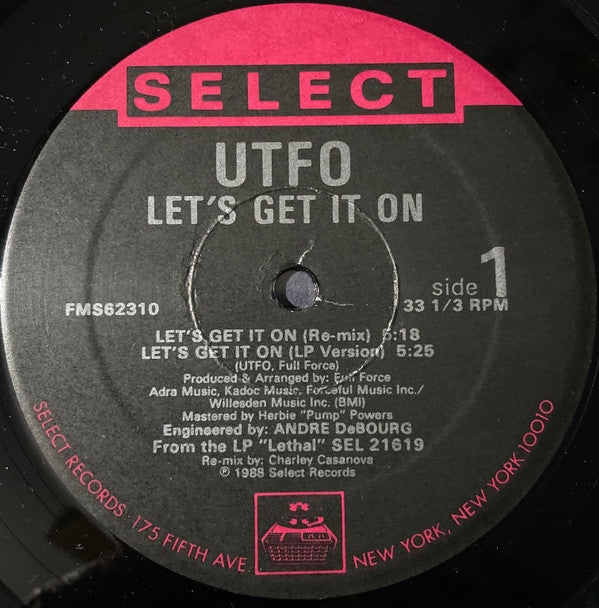 SELECT
UTFO
LET'S GET IT ON
side 1
FMS62310
33 1/3 RPM
LET'S GET IT ON (Re-mix) 5:18
LET'S GET IT ON (LP Version) 5:25
(UTFO, Full Force)
Produced & Arranged by: Full Force
Adra Music, Kadoc Music, Forceful Music Inc./
Willesden Music Inc. (BMI)
Mastered by Herbie "Pump" Powers
Engineered by: ANDRE DeBOURG
From the LP "Lethal" SEL 21619
Re-mix by: Charley Casanova
℗ 1988 Select Records
SELECT RECORDS, 175 FIFTH AVE. NEW YORK, NEW YORK 10010